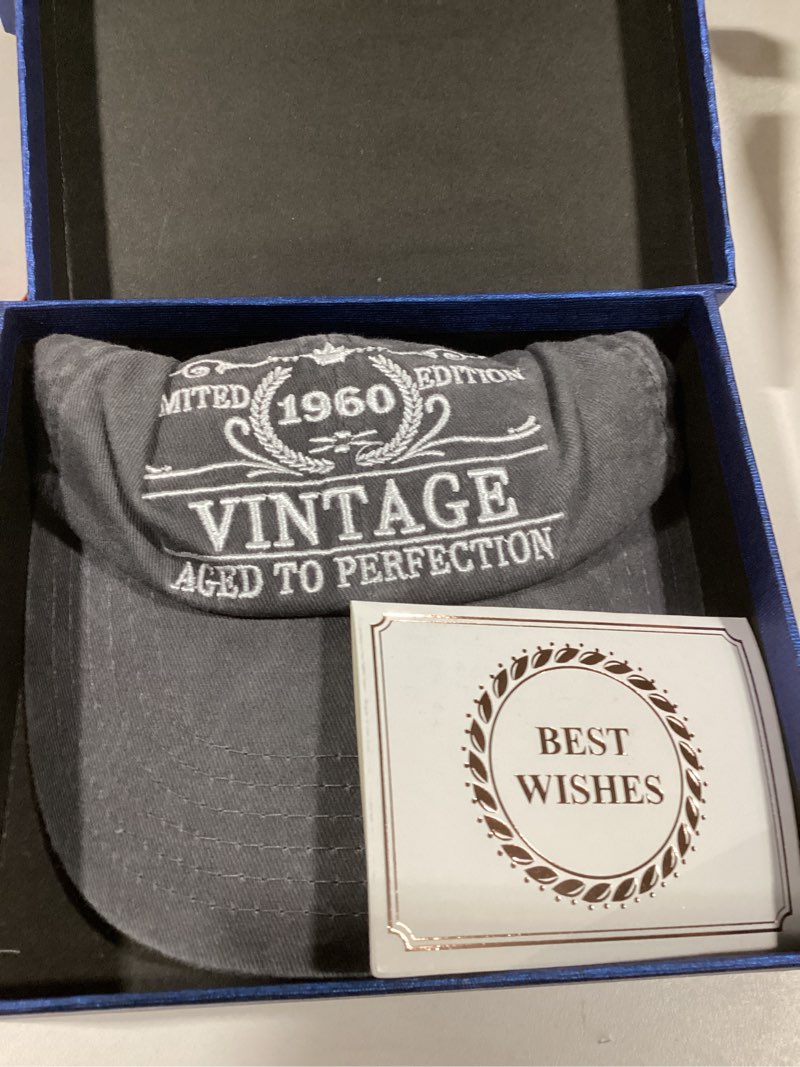 MITED 1960 EDITION
VINTAGE
AGED TO PERFECTION
BEST
WISHES